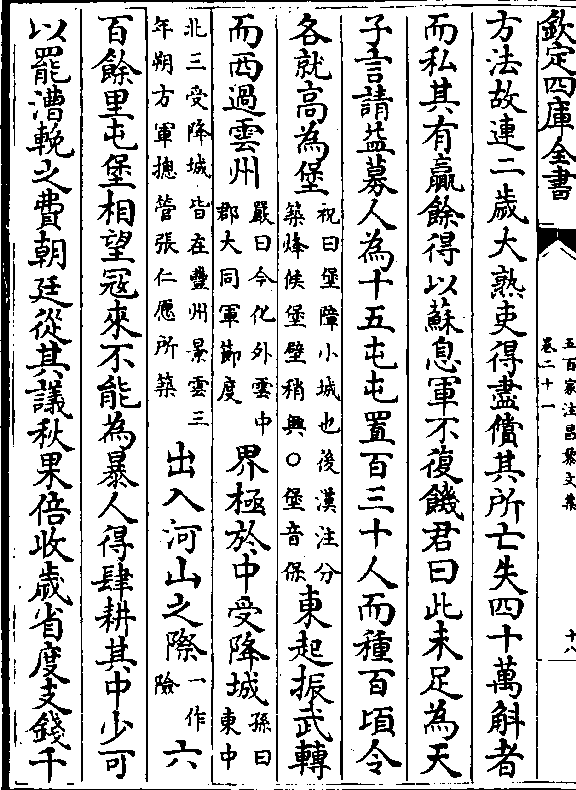 欽定四庫全書
五百家注昌黎文集
卷二十一
十八
方法故連二歲大熟吏得盡償其所亡失四十萬斛者
而私其有贏餘得以蘇息軍不復饑君曰此未足為天
子言請益募人為十五屯屯置百三十人而種百頃令
各就高為堡祝曰堡障小城也後漢注分築烽候堡壁稍興○堡音保東起振武轉
而西過雲州嚴曰今化外雲中郡大同軍節度界極於中受降城孫曰東中
北三受降城皆在豐州景雲三年朔方軍摠管張仁愿所築出入河山之際一作險六
百餘里屯堡相望冦來不能為暴人得肆耕其中少可
以罷漕輓之費朝廷從其議秋果倍收歲省度支錢千